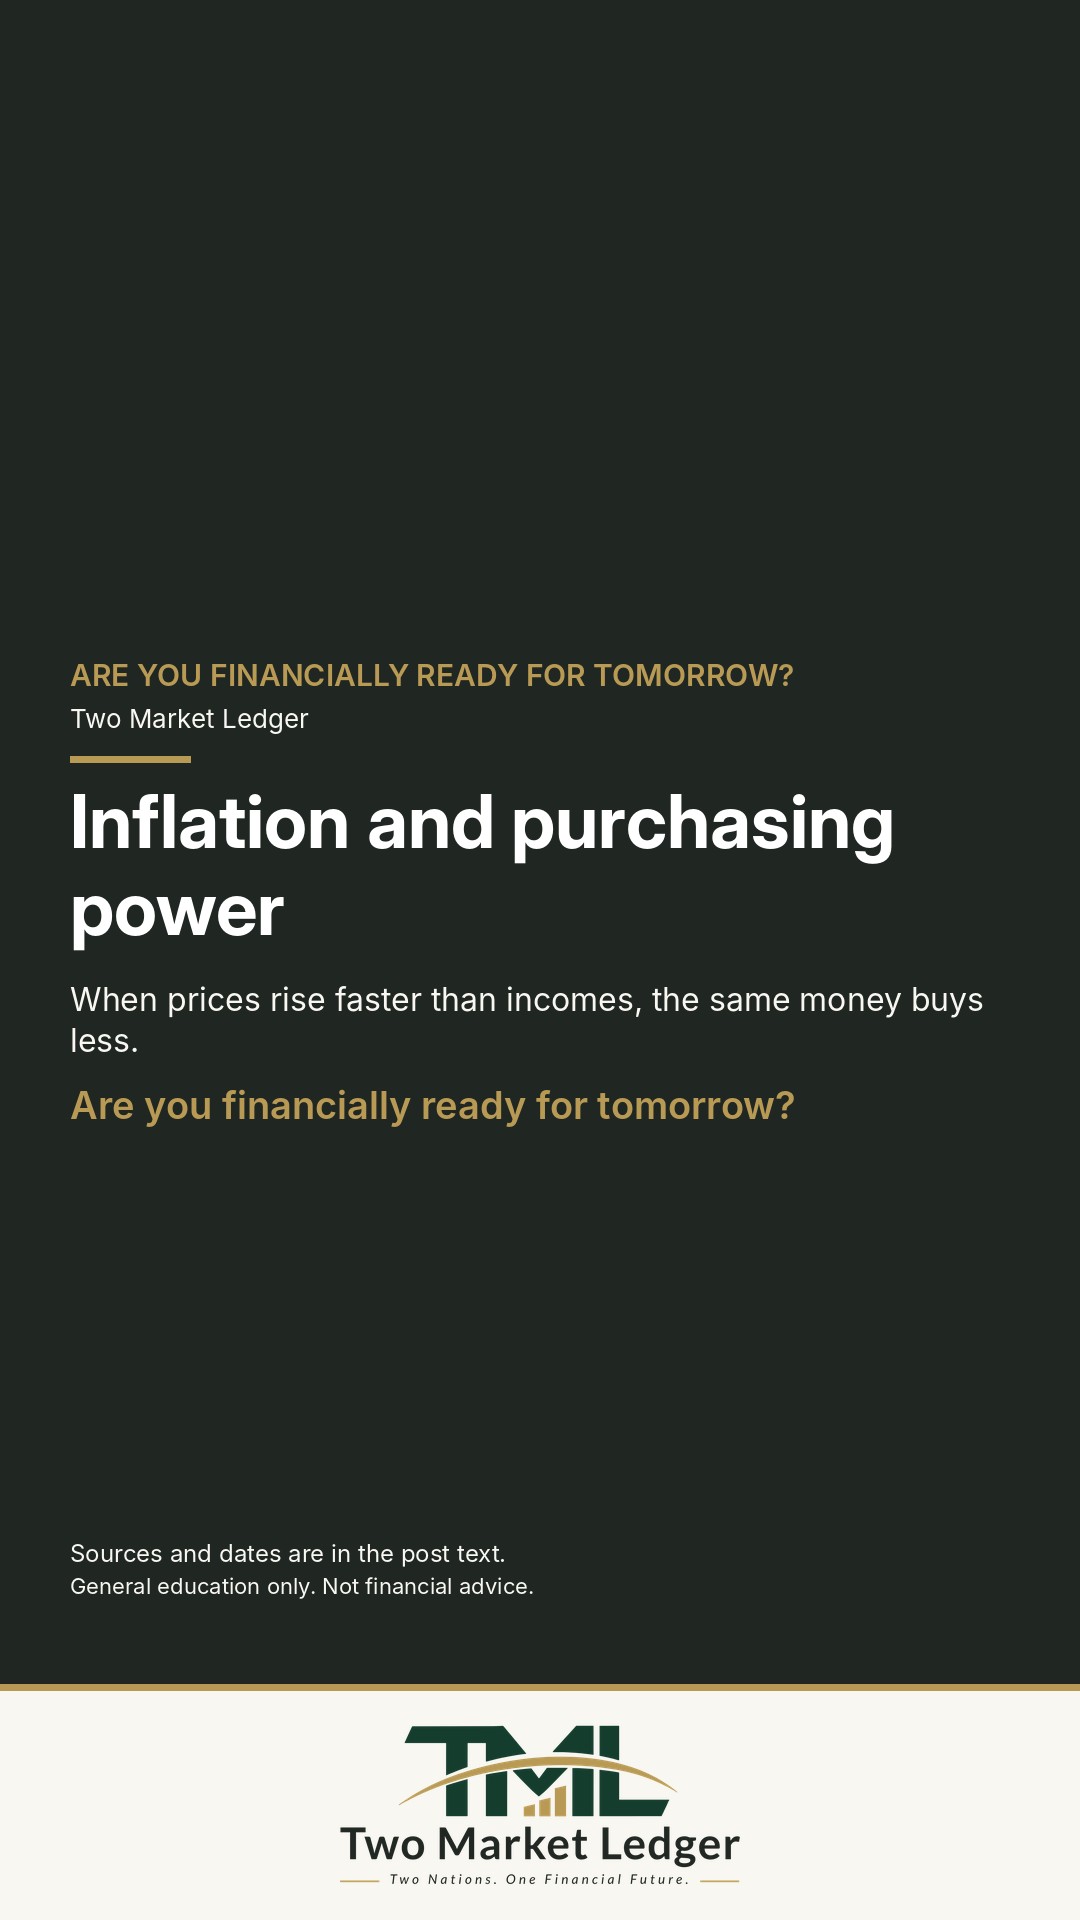 ARE YOU FINANCIALLY READY FOR TOMORROW?
Two Market Ledger
Inflation and purchasing
power
When prices rise faster than incomes, the same money buys
less.
Are you financially ready for tomorrow?
Sources and dates are in the post text.
General education only. Not financial advice.
TML
Two Market Ledger
Two Nations. One Financial Future.